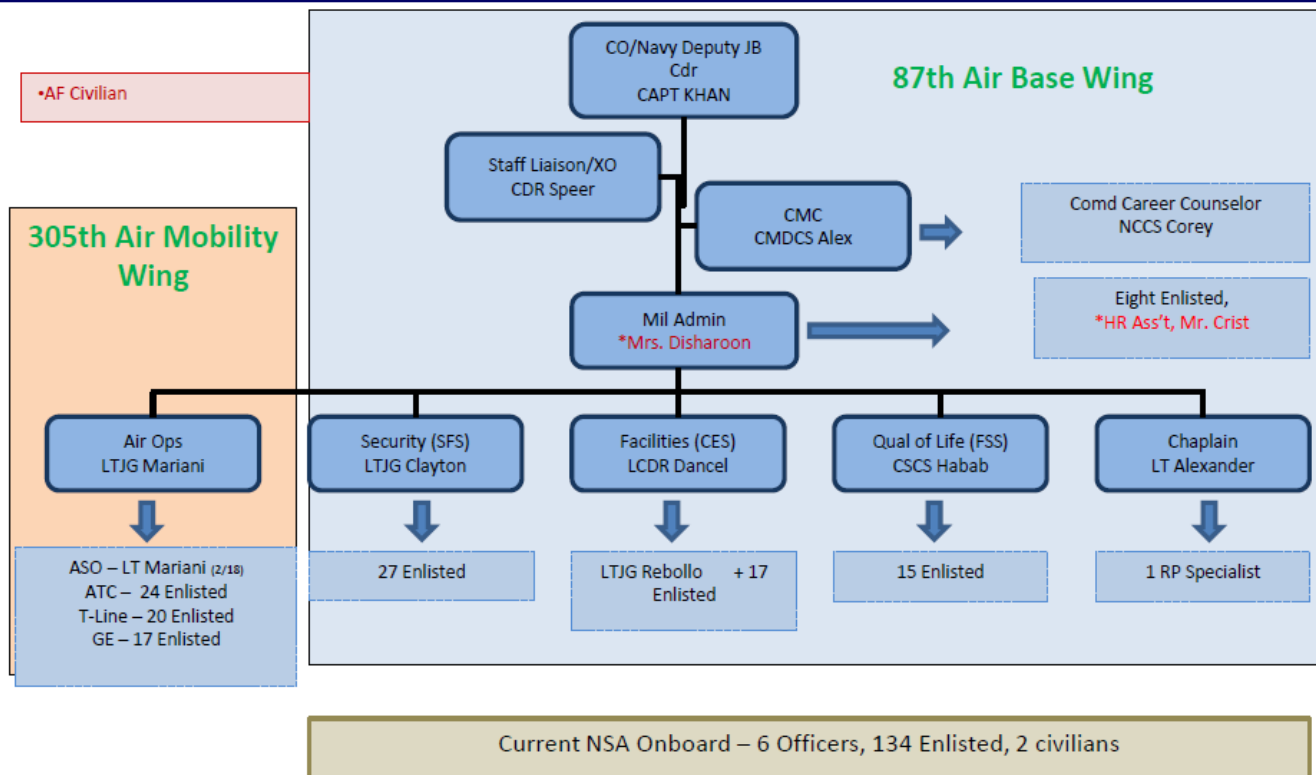 CO/Navy Deputy JB
Cdr
CAPT KHAN
87th Air Base Wing
•AF Civilian
Staff Liaison/XO
CDR Speer
CMC
CMDCS Alex
Comd Career Counselor
NCCS Corey
305th Air Mobility
Wing
Mil Admin
*Mrs. Disharoon
Eight Enlisted,
*HR Ass't, Mr. Crist
Air Ops
LTJG Mariani
Security (SFS)
LTJG Clayton
Facilities (CES)
LCDR Dancel
Qual of Life (FSS)
CSCS Habab
Chaplain
LT Alexander
ASO – LT Mariani (2/18)
ATC – 24 Enlisted
T-Line – 20 Enlisted
GE – 17 Enlisted
27 Enlisted
LTJG Rebollo + 17
Enlisted
15 Enlisted
1 RP Specialist
Current NSA Onboard – 6 Officers, 134 Enlisted, 2 civilians